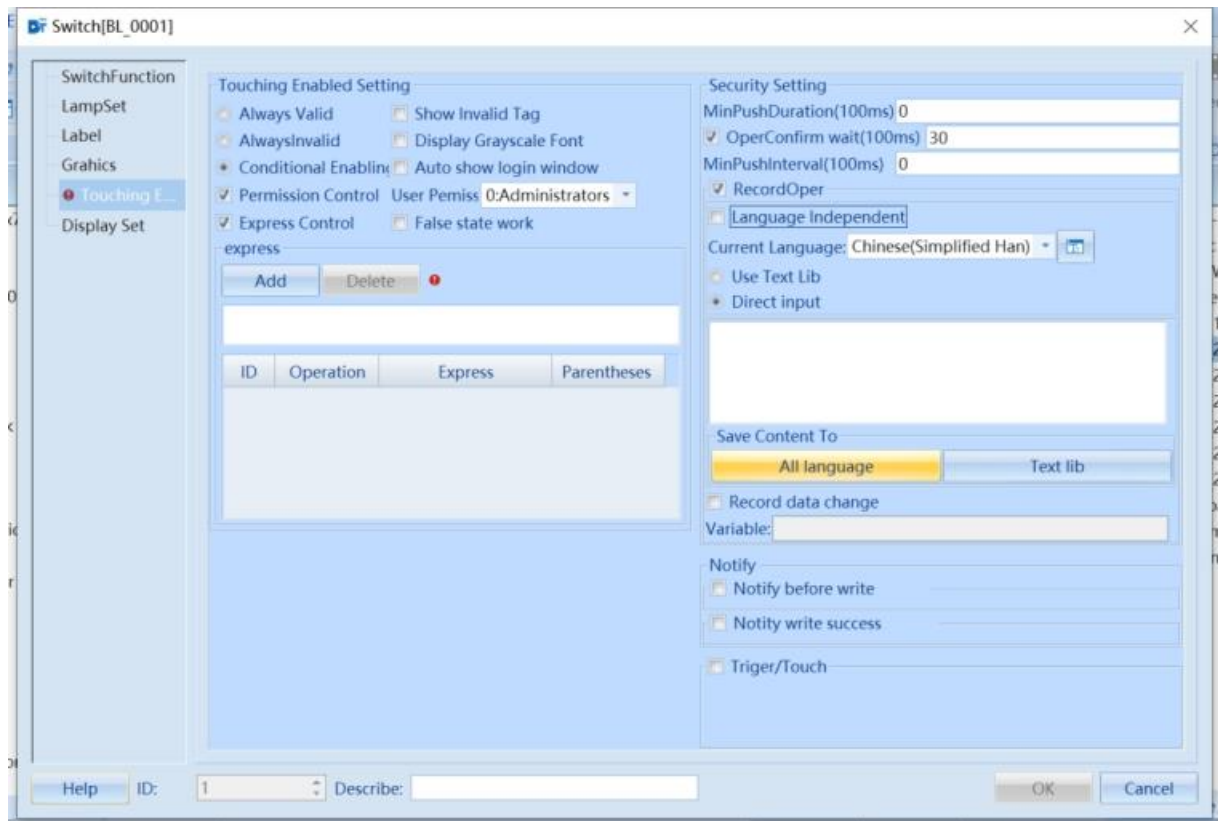 Switch[BL_0001]
SwitchFunction
LampSet
Label
Grahics
Touching E...
Display Set
Touching Enabled Setting
Always Valid
Show Invalid Tag
AlwaysInvalid
Display Grayscale Font
Conditional Enabling
Auto show login window
Permission Control
User Pemiss
0:Administrators
Express Control
False state work
express
Add
Delete
ID
Operation
Express
Parentheses
Security Setting
MinPushDuration(100ms) 0
OperConfirm wait(100ms) 30
MinPushInterval(100ms) 0
RecordOper
Language Independent
Current Language: Chinese(Simplified Han)
Use Text Lib
Direct input
Save Content To
All language
Text lib
Record data change
Variable:
Notify
Notify before write
Notity write success
Triger/Touch
Help
ID:
1
Describe:
OK
Cancel